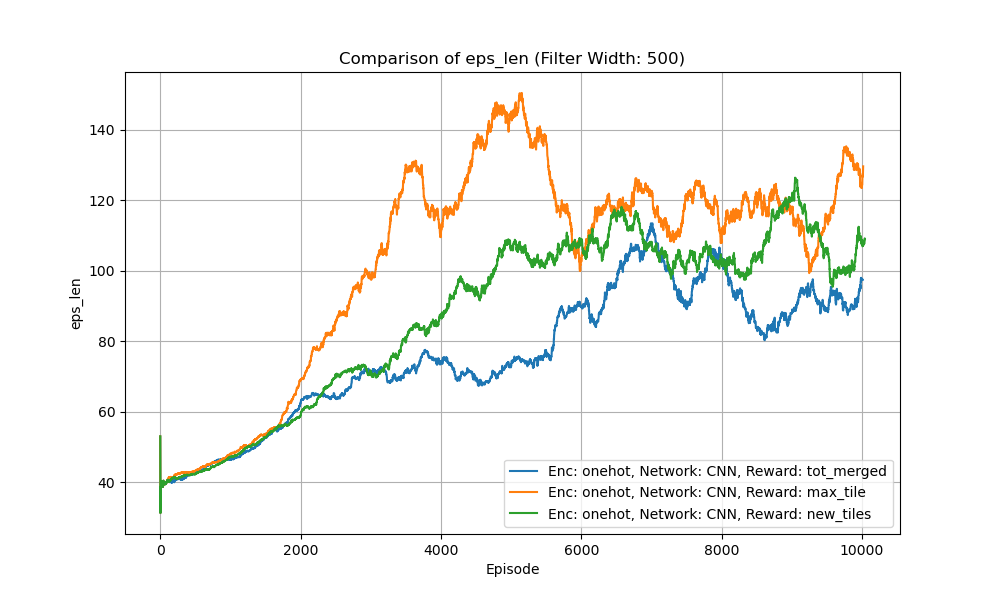 Comparison of eps_len (Filter Width: 500)
eps_len
140
120
100
80
60
40
Enc: onehot, Network: CNN, Reward: tot_merged
Enc: onehot, Network: CNN, Reward: max_tile
Enc: onehot, Network: CNN, Reward: new_tiles
0 2000 4000 6000 8000 10000
Episode